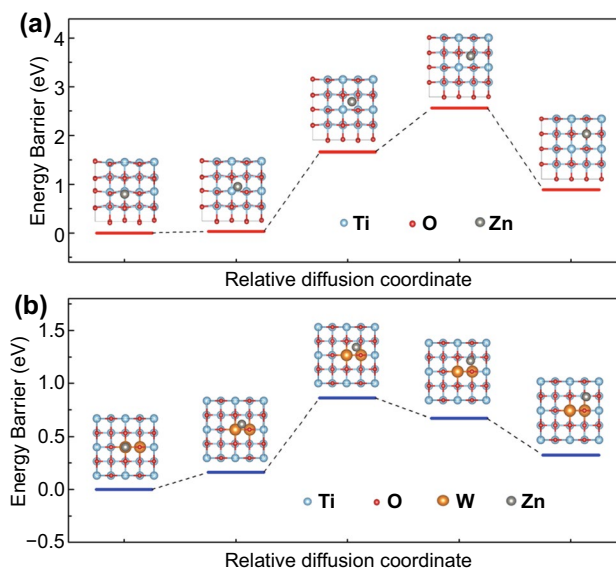 (a)
Energy Barrier (eV)
4
3
2
1
0
Ti O Zn
Relative diffusion coordinate
(b)
Energy Barrier (eV)
1.5
1.0
0.5
0.0
−0.5
Ti O W Zn
Relative diffusion coordinate